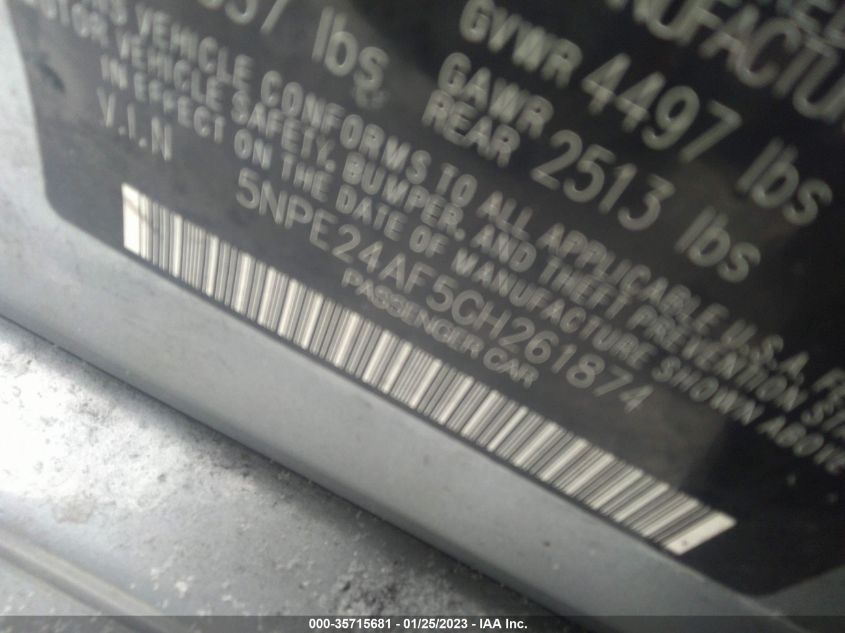 37 lbs
GVWR 4497 lbs
GAWR
REAR 2513 lbs
VEHICLE CONFORMS TO ALL APPLICABLE U.S.A.
VEHICLE SAFETY, BUMPER, AND THEFT PREVENTION
IN EFFECT ON THE DATE OF MANUFACTURE SHOWN ABOVE
V.I.N
5NPE24AF5GH261874
PASSENGER CAR
000-35715681 - 01/25/2023 - IAA Inc.